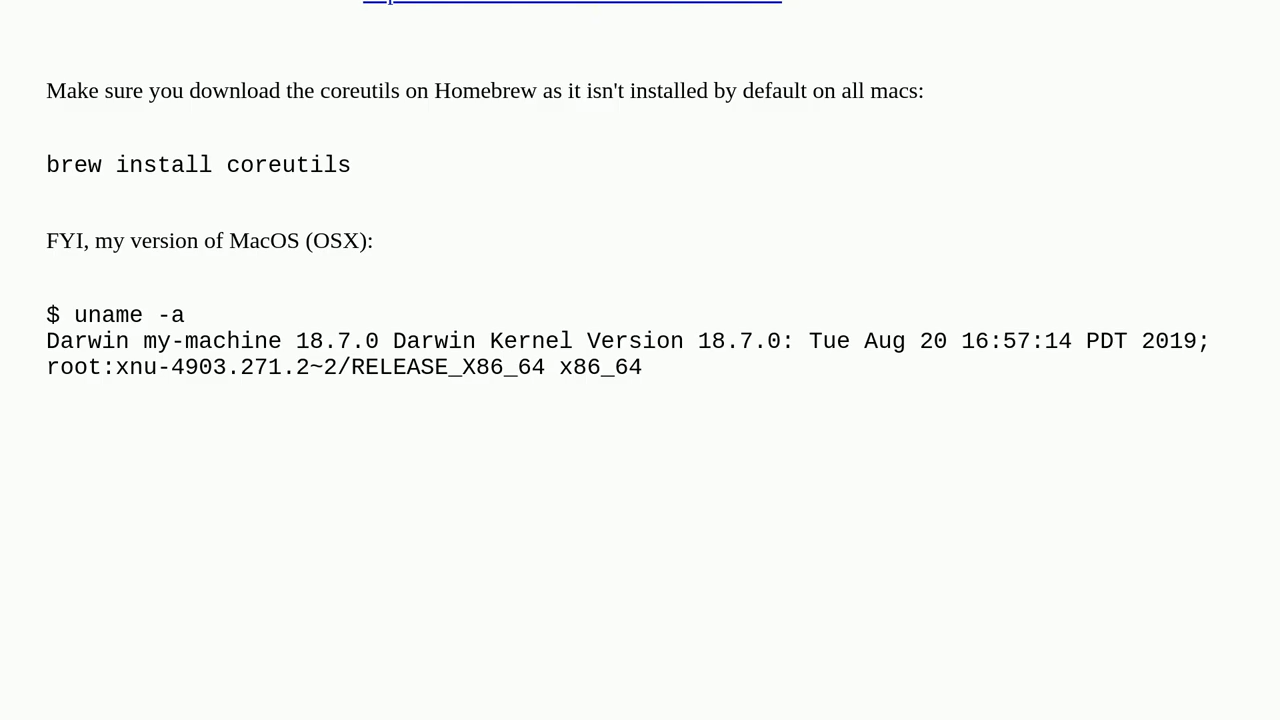 Make sure you download the coreutils on Homebrew as it isn't installed by default on all macs:
brew install coreutils
FYI, my version of MacOS (OSX):
$ uname -a
Darwin my-machine 18.7.0 Darwin Kernel Version 18.7.0: Tue Aug 20 16:57:14 PDT 2019;
root:xnu-4903.271.2~2/RELEASE_X86_64 x86_64